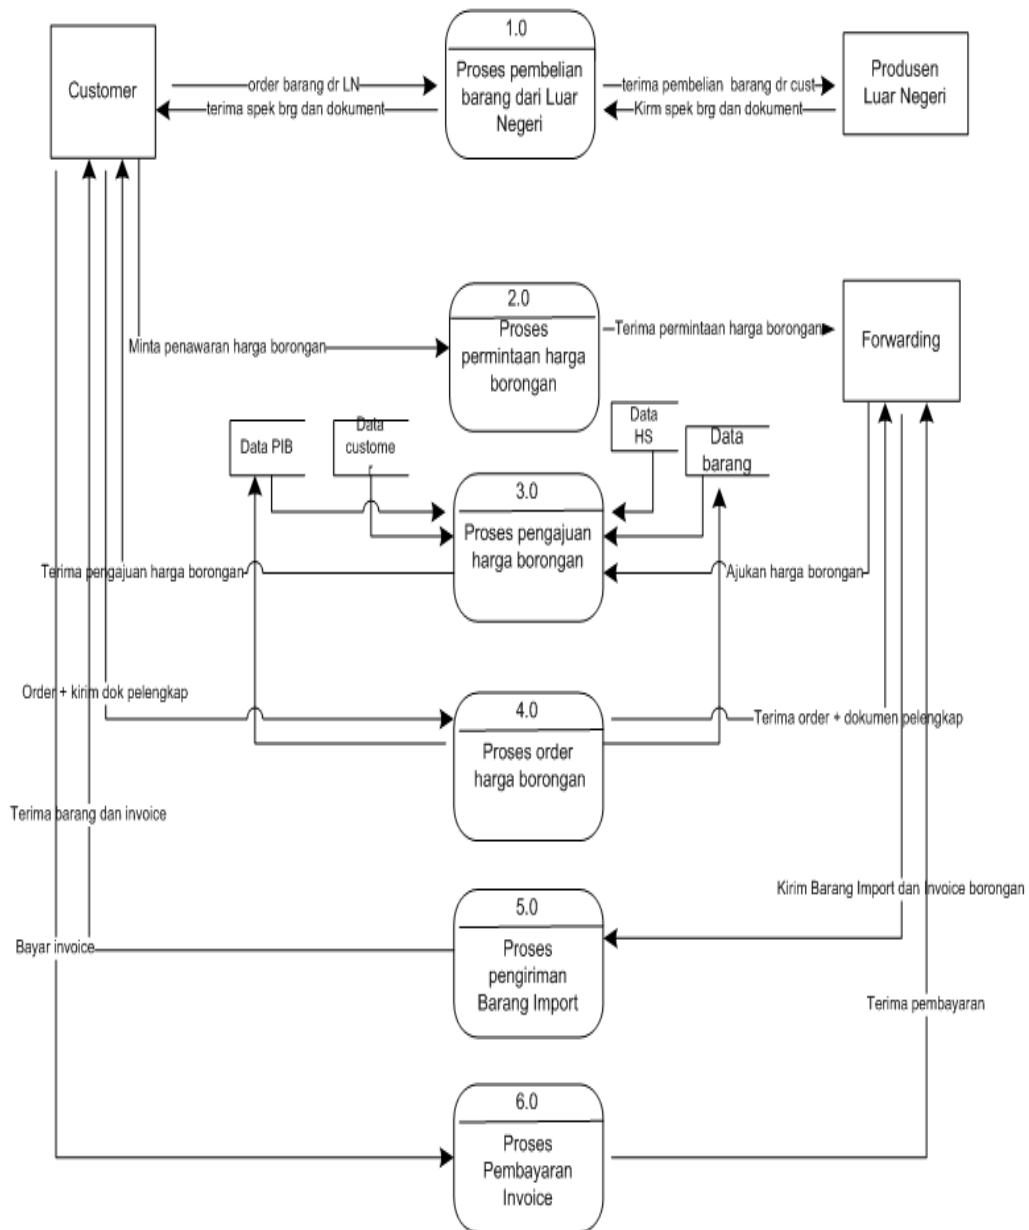 1.0
Customer
order barang dr LN
terima spek brg dan dokument
Proses pembelian
barang dari Luar
Negeri
terima pembelian  barang dr cust
Kirm spek brg dan dokument
Produsen
Luar Negeri
2.0
Proses
permintaan harga
borongan
Minta penawaran harga borongan
Terima permintaan harga borongan
Forwarding
Data PIB
Data
custome
r
Data
HS
Data
barang
3.0
Proses pengajuan
harga borongan
Terima pengajuan harga borongan
Ajukan harga borongan
Order + kirim dok pelengkap
4.0
Proses order
harga borongan
Terima order + dokumen pelengkap
Terima barang dan invoice
Kirim Barang Import dan Invoice borongan
5.0
Proses
pengiriman
Barang Import
Bayar invoice
Terima pembayaran
6.0
Proses
Pembayaran
Invoice